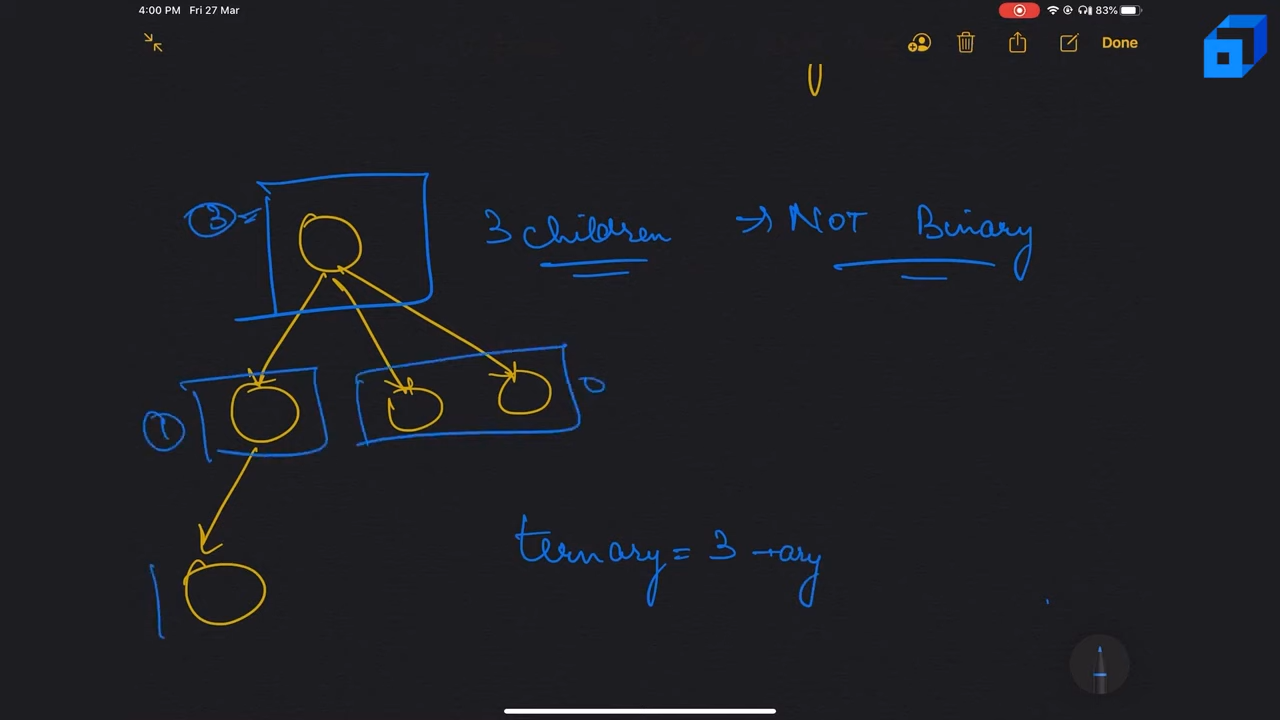 4:00 PM Fri 27 Mar
83%
Done
3
3 children → NOT Binary
1
0
ternary = 3-ary